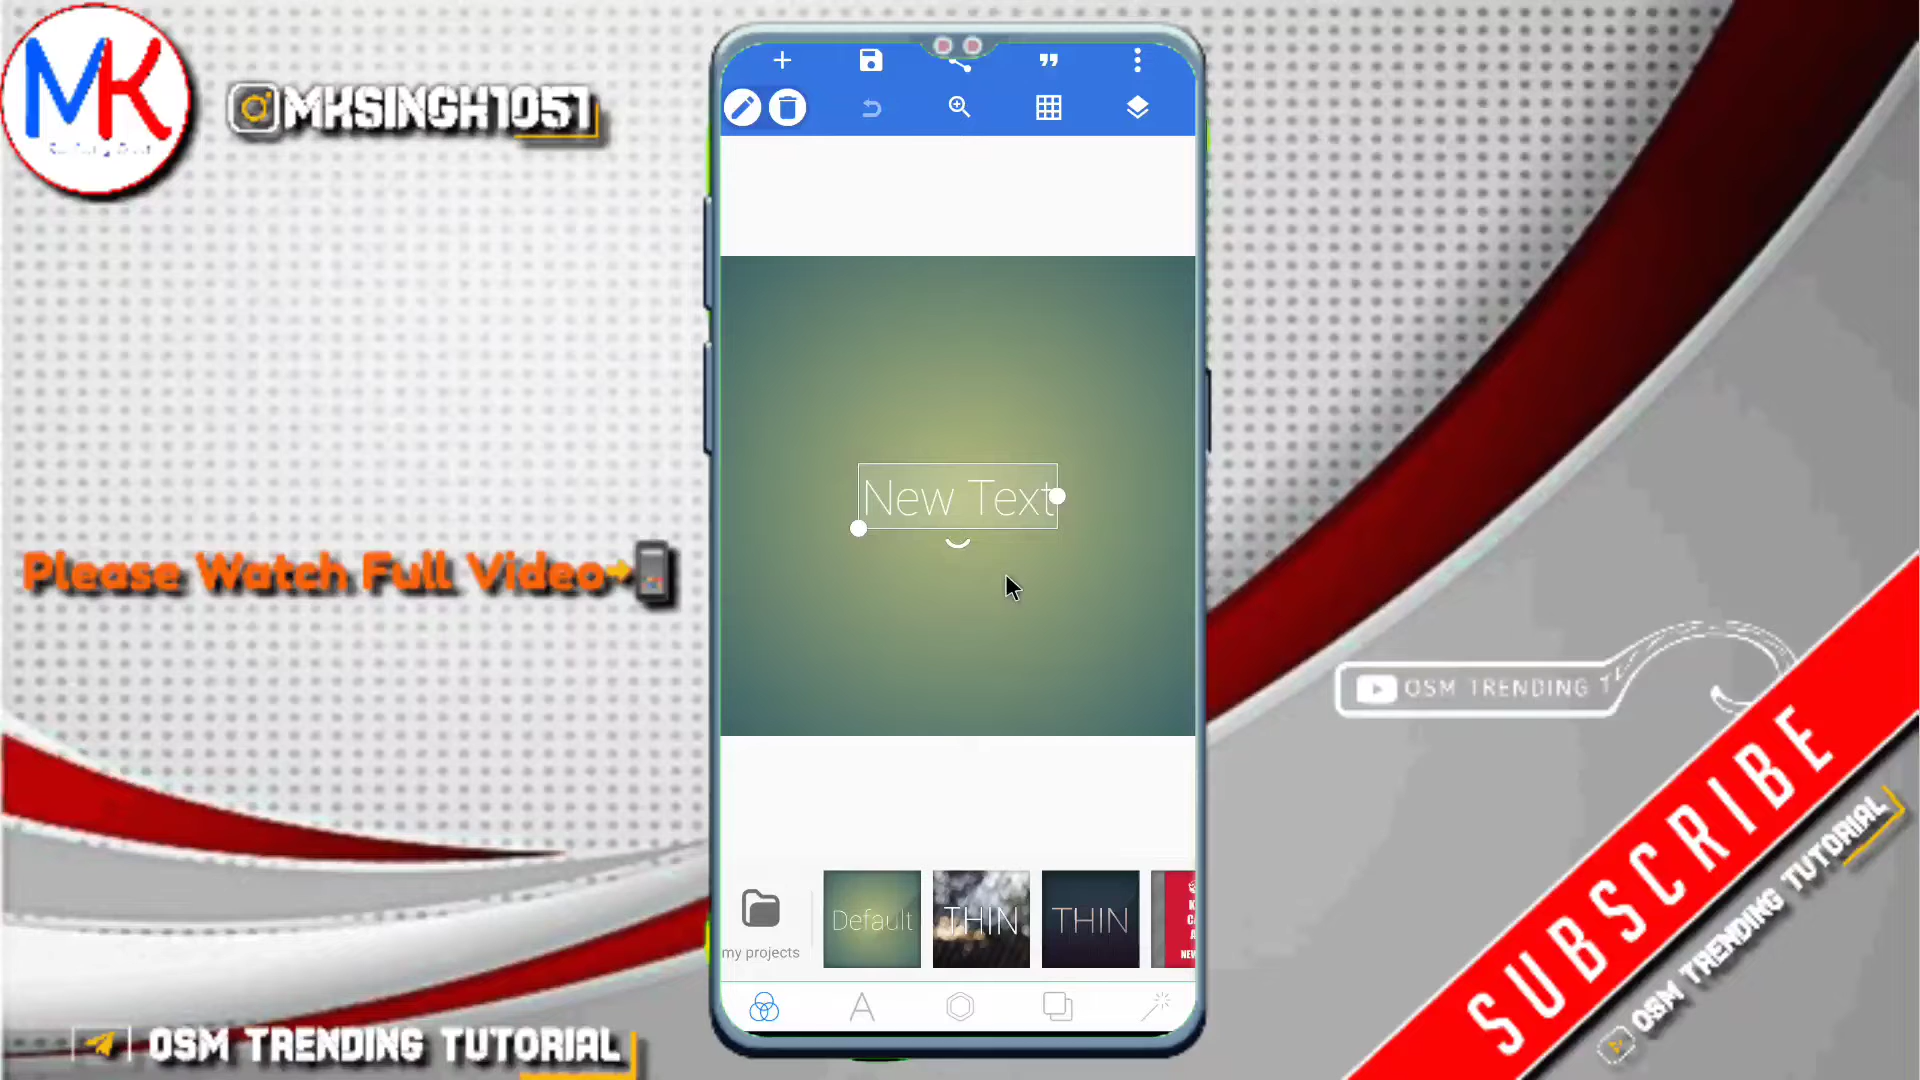 MK
MKSINGH1051
Please Watch Full Video
New Text
OSM TRENDING T
SUBSCRIBE
OSM TRENDING TUTORIAL
my projects
Default
THIN
THIN
K
C
A
NEW
OSM TRENDING TUTORIAL